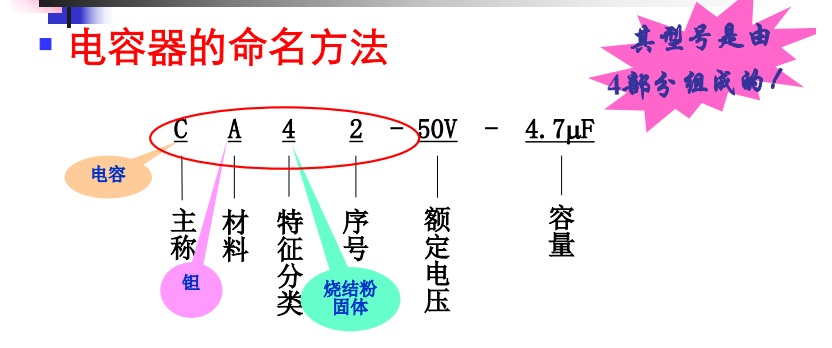 电容器的命名方法
其型号是由
4部分组成的！
C A 4 2 - 50V - 4.7μF
电容
主称
材料
特征分类
序号
额定电压
容量
钽
烧结粉
固体